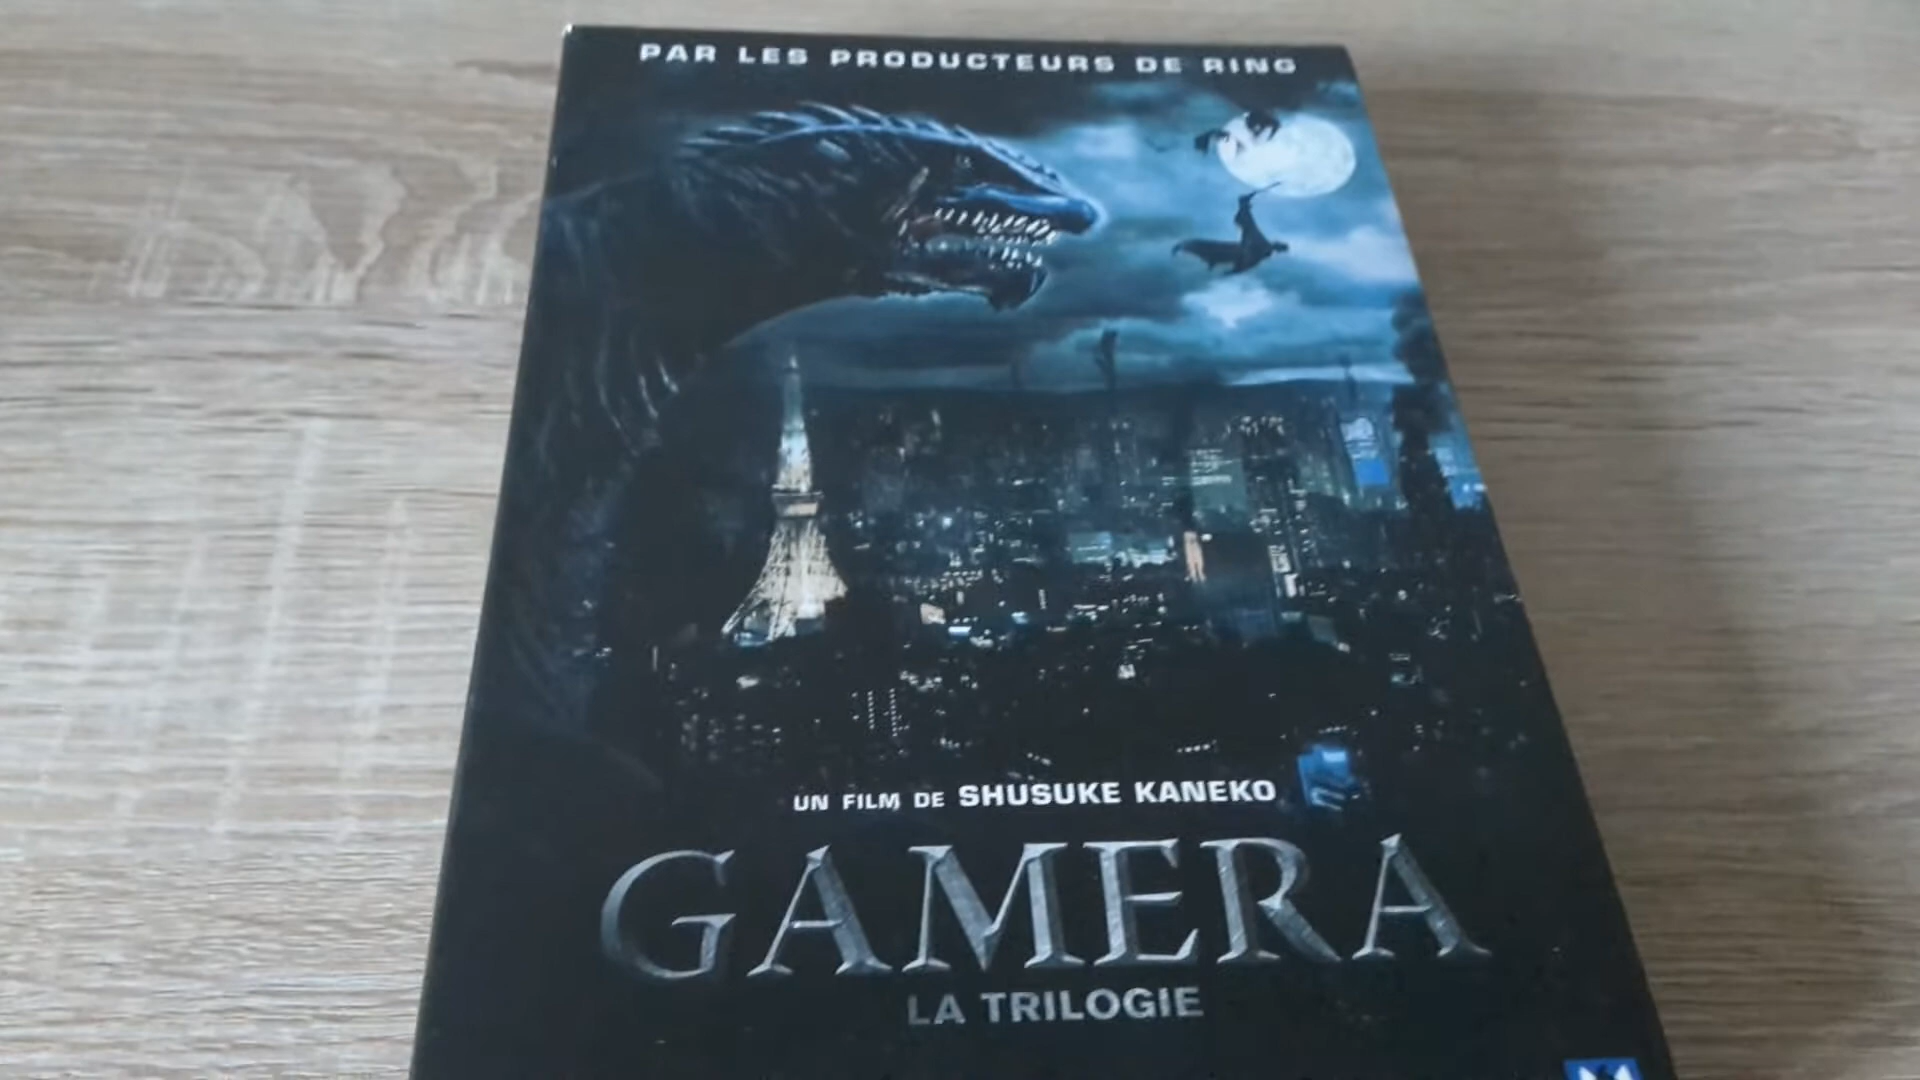 PAR LES PRODUCTEURS DE RING
UN FILM DE SHUSUKE KANEKO
GAMERA
LA TRILOGIE